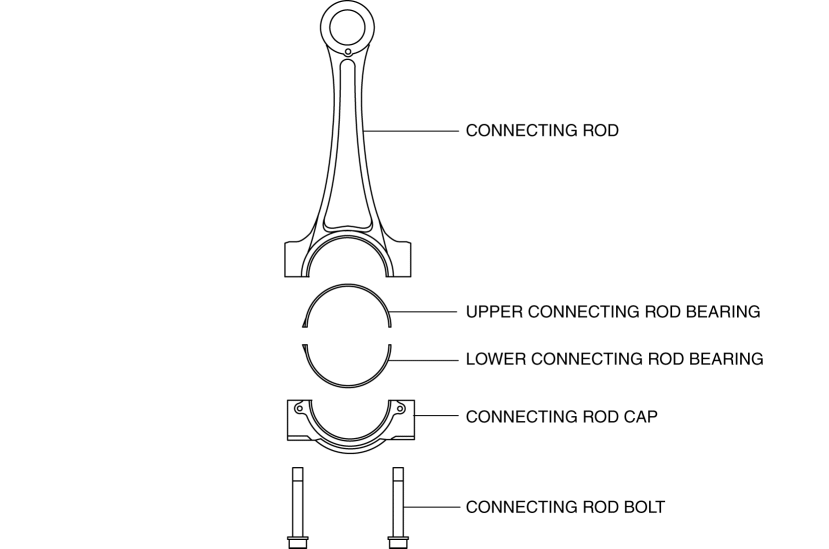 CONNECTING ROD
UPPER CONNECTING ROD BEARING
LOWER CONNECTING ROD BEARING
CONNECTING ROD CAP
CONNECTING ROD BOLT